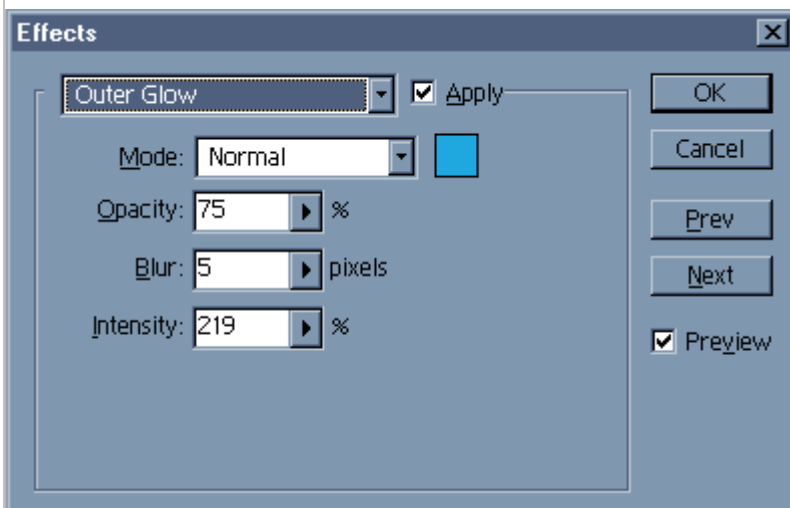 Effects
Outer Glow Apply OK
Mode: Normal Cancel
Opacity: 75 % Prev
Blur: 5 pixels Next
Intensity: 219 % Preview